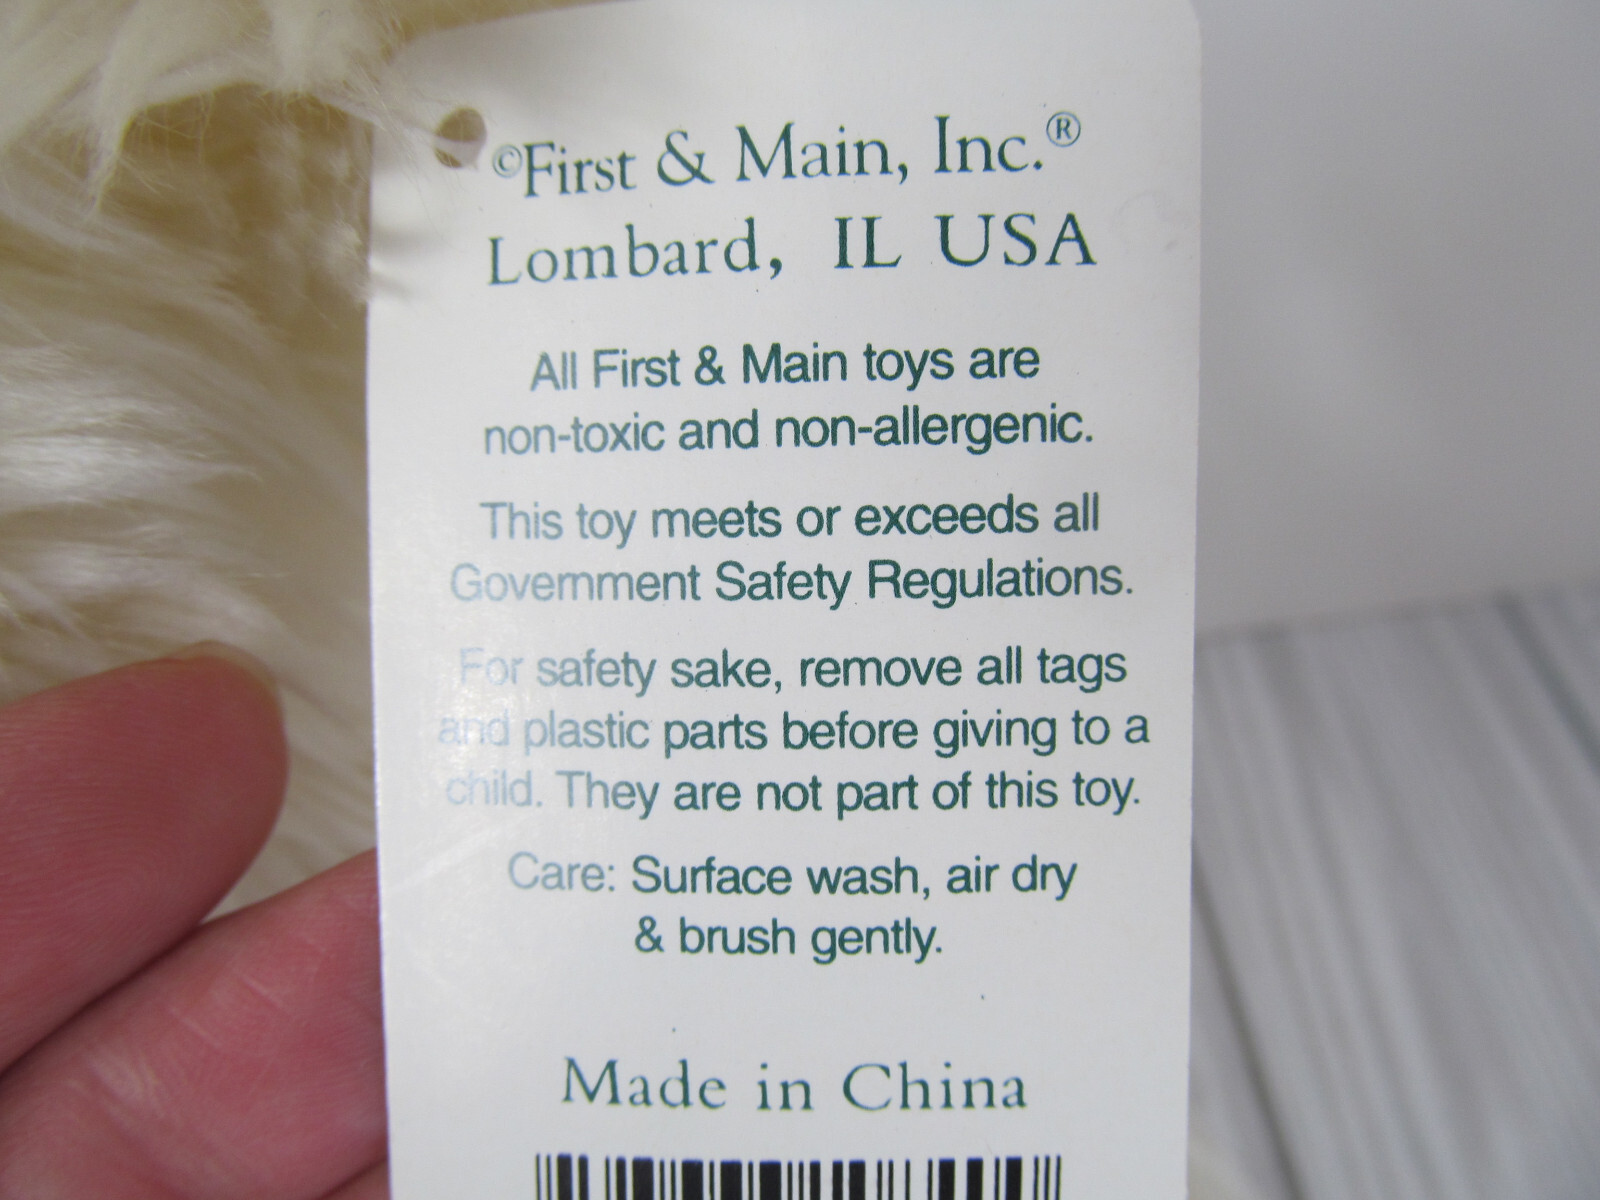 ©First & Main, Inc.®
Lombard, IL USA
All First & Main toys are
non-toxic and non-allergenic.
This toy meets or exceeds all
Government Safety Regulations.
For safety sake, remove all tags
and plastic parts before giving to a
child. They are not part of this toy.
Care: Surface wash, air dry
& brush gently.
Made in China